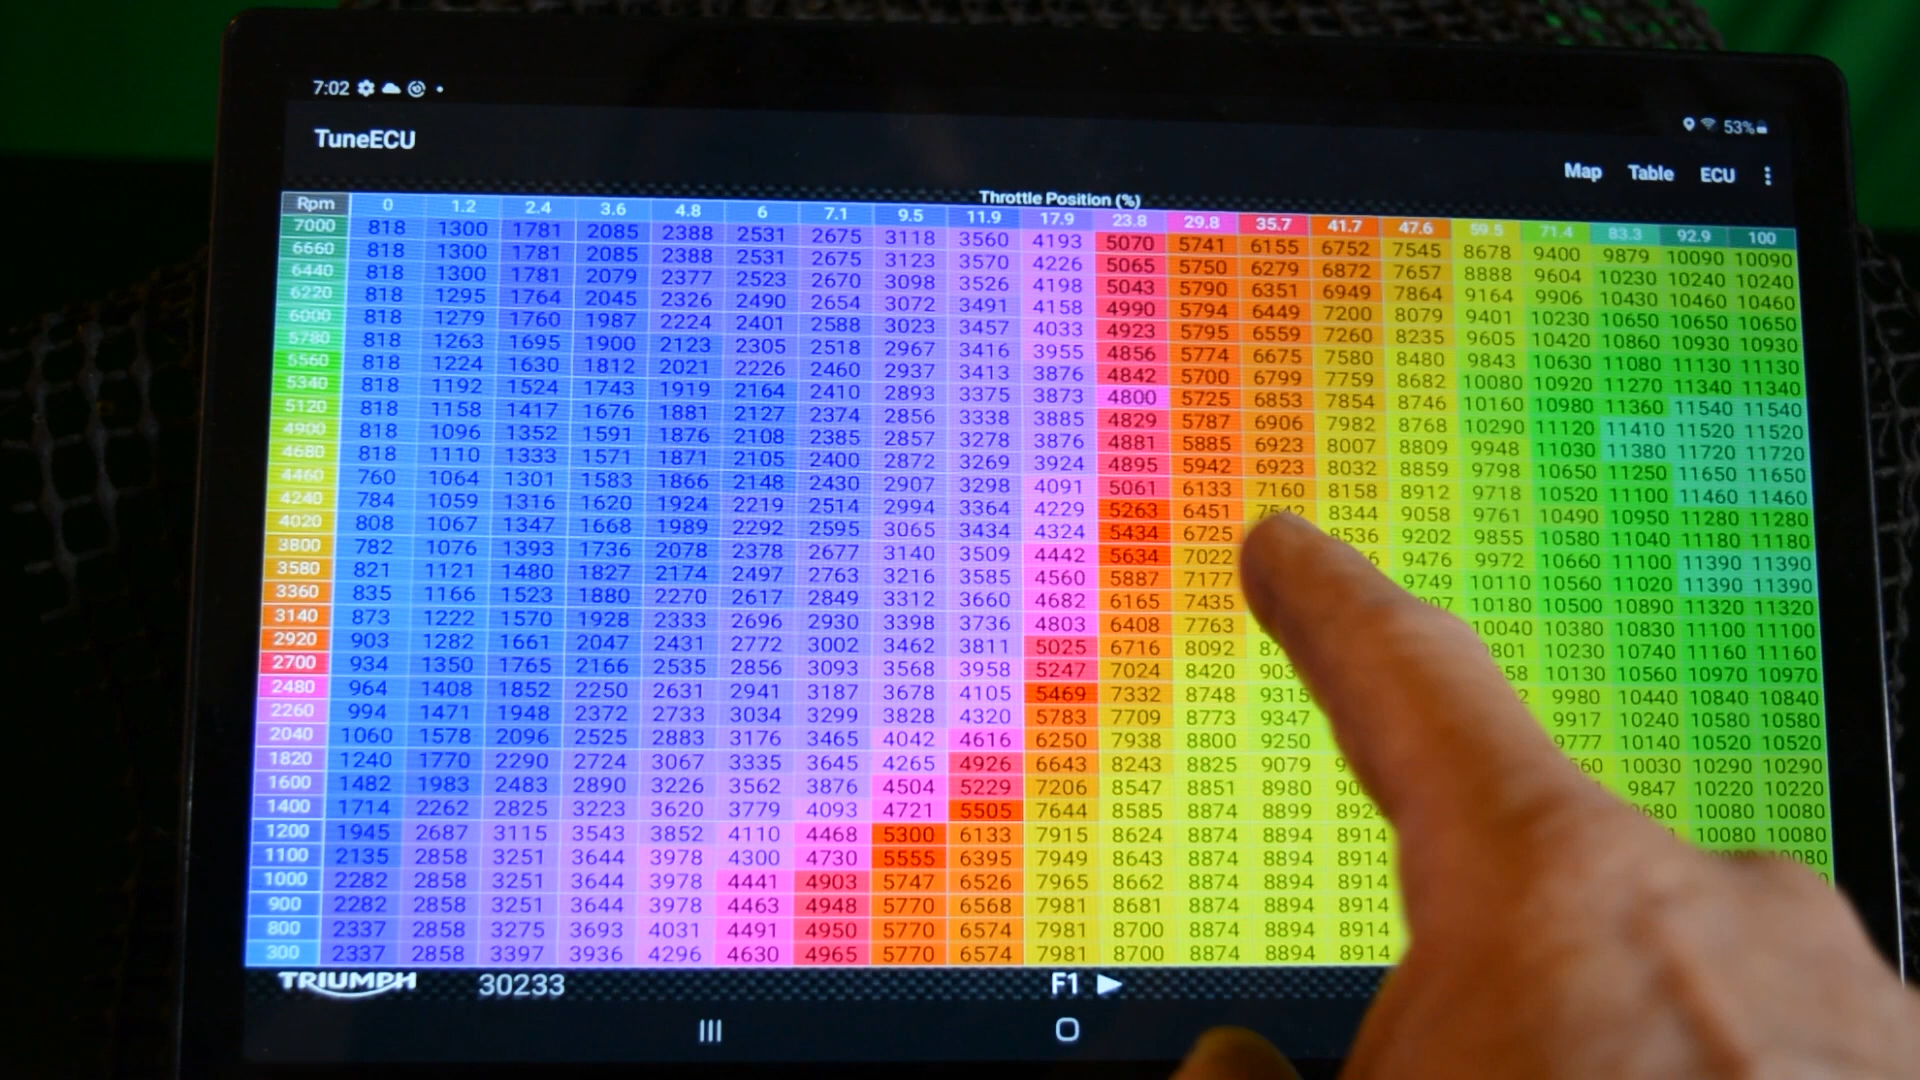 7:02
53%
TuneECU
Map Table ECU
Throttle Position (%)
Rpm 0 1.2 2.4 3.6 4.8 6 7.1 9.5 11.9 17.9 23.8 29.8 35.7 41.7 47.6 59.5 71.4 83.3 92.9 100
7000 818 1300 1781 2085 2388 2531 2675 3118 3560 4193 5070 5741 6155 6752 7545 8678 9400 9879 10090 10090
6660 818 1300 1781 2085 2388 2531 2675 3123 3570 4226 5065 5750 6279 6872 7657 8888 9604 10230 10240 10240
6440 818 1300 1781 2079 2377 2523 2670 3098 3526 4198 5043 5790 6351 6949 7864 9164 9906 10430 10460 10460
6220 818 1295 1764 2045 2326 2490 2654 3072 3491 4158 4990 5794 6449 7200 8079 9401 10230 10650 10650 10650
6000 818 1279 1760 1987 2224 2401 2588 3023 3457 4033 4923 5795 6559 7260 8235 9605 10420 10860 10930 10930
5780 818 1263 1695 1900 2123 2305 2518 2967 3416 3955 4856 5774 6675 7580 8480 9843 10630 11080 11130 11130
5560 818 1224 1630 1812 2021 2226 2460 2937 3413 3876 4842 5700 6799 7759 8682 10080 10920 11270 11340 11340
5340 818 1192 1524 1743 1919 2164 2410 2893 3375 3873 4800 5725 6853 7854 8746 10160 10980 11360 11540 11540
5120 818 1158 1417 1676 1881 2127 2374 2856 3338 3885 4829 5787 6906 7982 8768 10290 11120 11410 11520 11520
4900 818 1096 1352 1591 1876 2108 2385 2857 3278 3876 4881 5885 6923 8007 8809 9948 11030 11380 11720 11720
4680 818 1110 1333 1571 1871 2105 2400 2872 3269 3924 4895 5942 6923 8032 8859 9798 10650 11250 11650 11650
4460 760 1064 1301 1583 1866 2148 2430 2907 3298 4091 5061 6133 7160 8158 8912 9718 10520 11100 11460 11460
4240 784 1059 1316 1620 1924 2219 2514 2994 3364 4229 5263 6451 7542 8344 9058 9761 10490 10950 11280 11280
4020 808 1067 1347 1668 1989 2292 2595 3065 3434 4324 5434 6725 8536 9202 9855 10580 11040 11180 11180
3800 782 1076 1393 1736 2078 2378 2677 3140 3509 4442 5634 7022 9476 9972 10660 11100 11390 11390
3580 821 1121 1480 1827 2174 2497 2763 3216 3585 4560 5887 7177 9749 10110 10560 11020 11390 11390
3360 835 1166 1523 1880 2270 2617 2849 3312 3660 4682 6165 7435 10180 10500 10890 11320 11320
3140 873 1222 1570 1928 2333 2696 2930 3398 3736 4803 6408 7763 10040 10380 10830 11100 11100
2920 903 1282 1661 2047 2431 2772 3002 3462 3811 5025 6716 8092 10230 10740 11160 11160
2700 934 1350 1765 2166 2535 2856 3093 3568 3958 5247 7024 8420 10130 10560 10970 10970
2480 964 1408 1852 2250 2631 2941 3187 3678 4105 5469 7332 8748 9315 9980 10440 10840 10840
2260 994 1471 1948 2372 2733 3034 3299 3828 4320 5783 7709 8773 9347 9917 10240 10580 10580
2040 1060 1578 2096 2525 2883 3176 3465 4042 4616 6250 7938 8800 9250 9777 10140 10520 10520
1820 1240 1770 2290 2724 3067 3335 3645 4265 4926 6643 8243 8825 9079 10030 10290 10290
1600 1482 1983 2483 2890 3226 3562 3876 4504 5229 7206 8547 8851 8980 9847 10220 10220
1400 1714 2262 2825 3223 3620 3779 4093 4721 5505 7644 8585 8874 8899 8924 10080 10080
1200 1945 2687 3115 3543 3852 4110 4468 5300 6133 7915 8624 8874 8894 8914 10080 10080
1100 2135 2858 3251 3644 3978 4300 4730 5555 6395 7949 8643 8874 8894 8914
1000 2282 2858 3251 3644 3978 4441 4903 5747 6526 7965 8662 8874 8894 8914
900 2282 2858 3251 3644 3978 4463 4948 5770 6568 7981 8681 8874 8894 8914
800 2337 2858 3275 3693 4031 4491 4950 5770 6574 7981 8700 8874 8894 8914
300 2337 2858 3397 3936 4296 4630 4965 5770 6574 7981 8700 8874 8894 8914
TRIUMPH 30233 F1